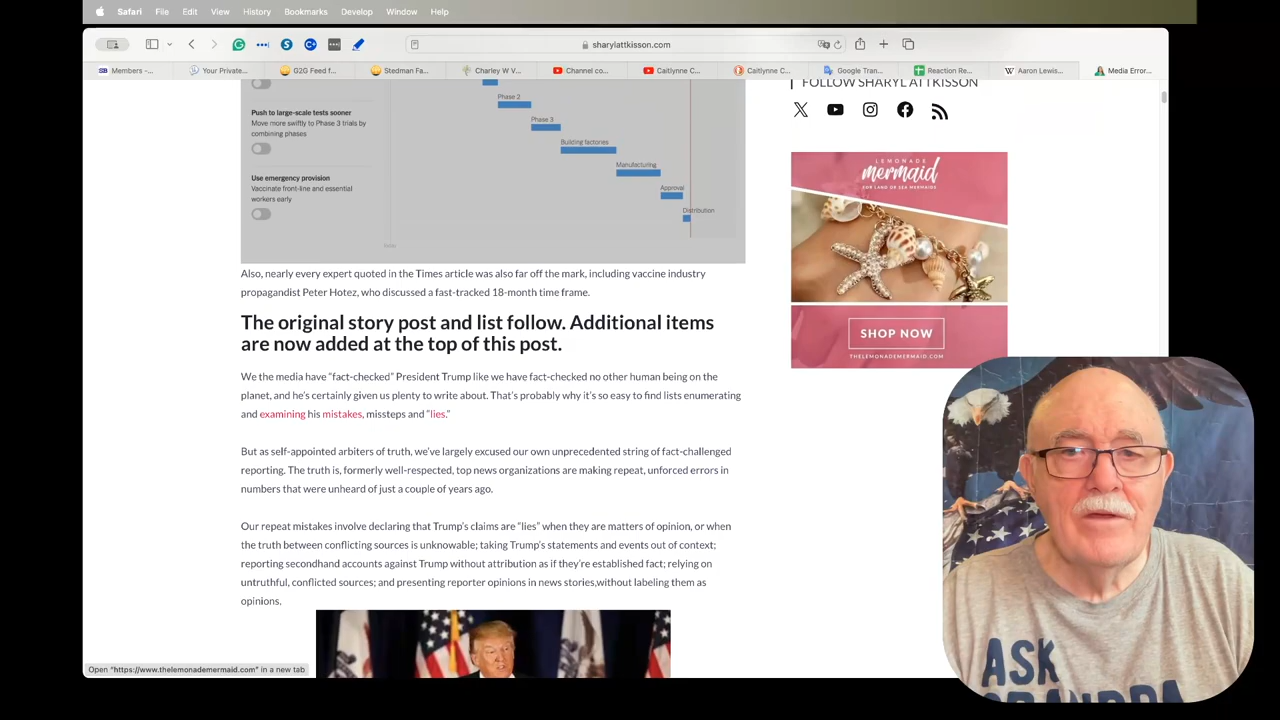 Safari File Edit View History Bookmarks Develop Window Help
sharylattkisson.com
Members -... Your Private... G2G Feed f... Stedman Fa... Charley W V... Channel co... Caitlynne C... Caitlynne C... Google Tran... Reaction Re... Aaron Lewis... Media Error...
Push to large-scale tests sooner
Move more swiftly to Phase 3 trials by
combining phases
Use emergency provision
Vaccinate front-line and essential
workers early
Phase 2
Phase 3
Building factories
Manufacturing
Approval
Distribution
Also, nearly every expert quoted in the Times article was also far off the mark, including vaccine industry
propagandist Peter Hotez, who discussed a fast-tracked 18-month time frame.
The original story post and list follow. Additional items
are now added at the top of this post.
We the media have “fact-checked” President Trump like we have fact-checked no other human being on the
planet, and he’s certainly given us plenty to write about. That’s probably why it’s so easy to find lists enumerating
and examining his mistakes, missteps and “lies.”
But as self-appointed arbiters of truth, we’ve largely excused our own unprecedented string of fact-challenged
reporting. The truth is, formerly well-respected, top news organizations are making repeat, unforced errors in
numbers that were unheard of just a couple of years ago.
Our repeat mistakes involve declaring that Trump’s claims are “lies” when they are matters of opinion, or when
the truth between conflicting sources is unknowable; taking Trump’s statements and events out of context;
reporting secondhand accounts against Trump without attribution as if they’re established fact; relying on
untruthful, conflicted sources; and presenting reporter opinions in news stories,without labeling them as
opinions.
FOLLOW SHARYL ATTKISSON
LEMONADE
mermaid
FOR LAND OR SEA MERMAIDS
SHOP NOW
THELEMONADEMERMAID.COM
Open “https://www.thelemonademermaid.com” in a new tab
ASK
GRANDPA